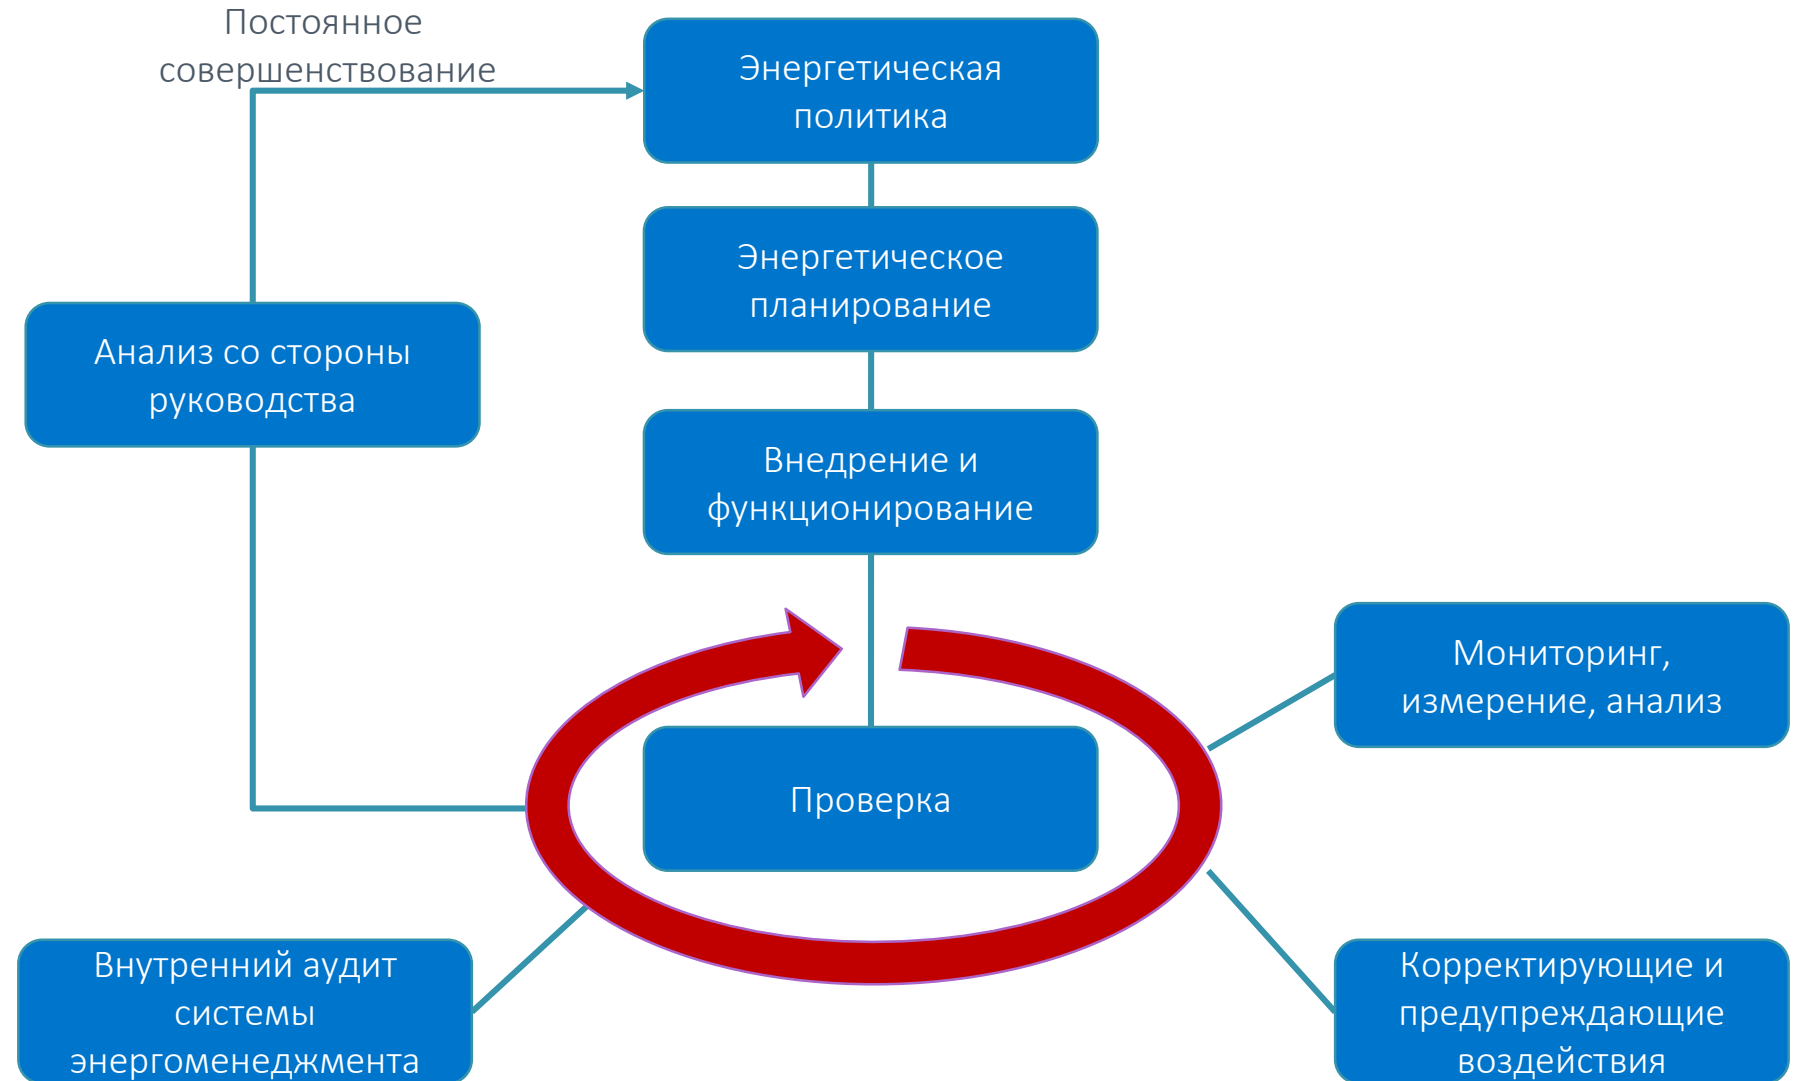 Постоянное
совершенствование
Энергетическая
политика
Энергетическое
планирование
Анализ со стороны
руководства
Внедрение и
функционирование
Мониторинг,
измерение, анализ
Проверка
Внутренний аудит
системы
энергоменеджмента
Корректирующие и
предупреждающие
воздействия